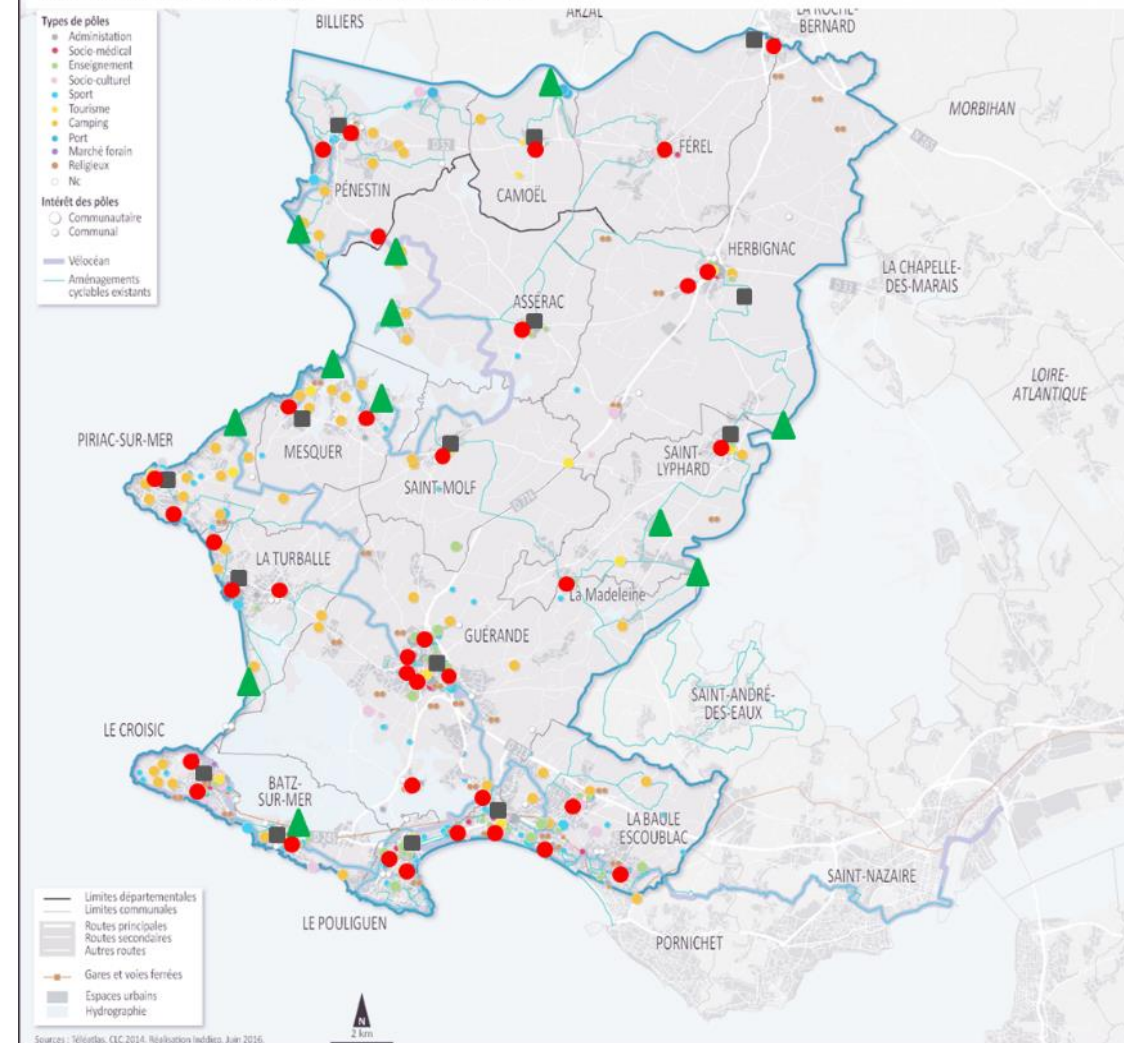 BILLIERS
ARZAL
LA ROCHE-
BERNARD
Types de pôles
Administation
Socio-médical
Enseignement
Socio-culturel
Sport
Tourisme
Camping
Port
Marché forain
Religieux
Nc
Intérêt des pôles
Communautaire
Communal
Vélocéan
Aménagements
cyclables existants
MORBIHAN
D 52
FÉREL
PÉNESTIN
CAMOËL
HERBIGNAC
LA CHAPELLE-
DES-MARAIS
ASSÉRAC
LOIRE-
ATLANTIQUE
PIRIAC-SUR-MER
MESQUER
SAINT-
LYPHARD
SAINT-MOLF
LA TURBALLE
La Madeleine
GUÉRANDE
SAINT-ANDRÉ-
DES-EAUX
LE CROISIC
BATZ-
SUR-MER
LA BAULE
ESCOUBLAC
SAINT-NAZAIRE
LE POULIGUEN
PORNICHET
Limites départementales
Limites communales
Routes principales
Routes secondaires
Autres routes
Gares et voies ferrées
Espaces urbains
Hydrographie
N
2 km
Sources : Téléatlas, CLC 2014. Réalisation Inddigo, Juin 2016.